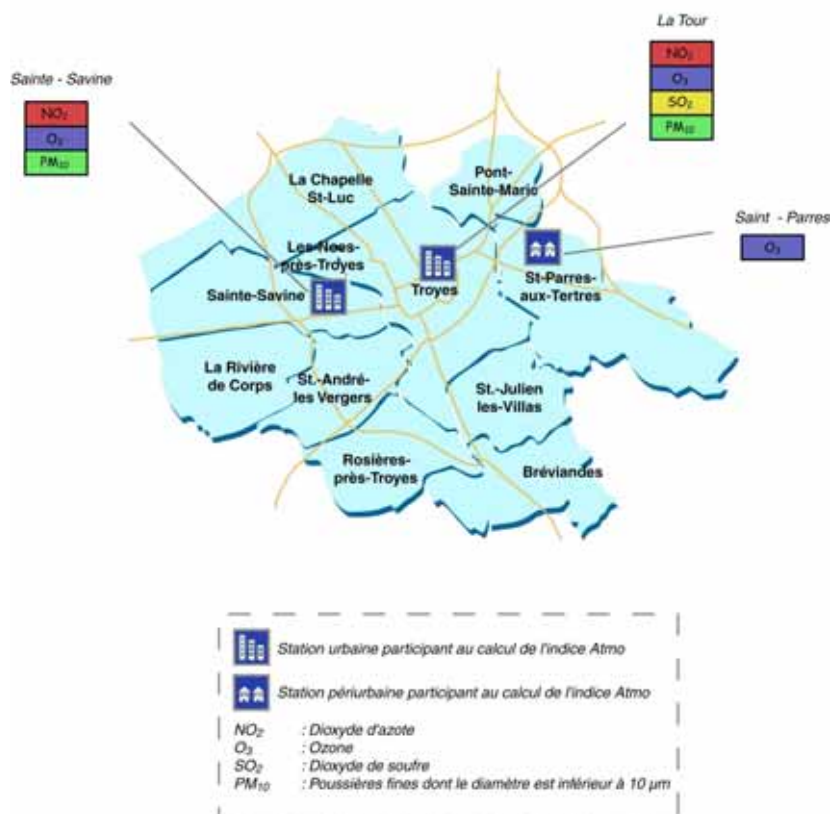 La Tour
NO2
O3
SO2
PM10
Sainte - Savine
NO2
O3
PM10
Saint - Parres
O3
La Chapelle
St-Luc
Pont-
Sainte-Marie
Les-Noes-
près-Troyes
Troyes
St-Parres-
aux-Tertres
Sainte-Savine
La Rivière
de Corps
St.-André-
les Vergers
St.-Julien
les-Villas
Rosières-
près-Troyes
Bréviandes
Station urbaine participant au calcul de l'indice Atmo
Station périurbaine participant au calcul de l'indice Atmo
NO2 : Dioxyde d'azote
O3 : Ozone
SO2 : Dioxyde de soufre
PM10 : Poussières fines dont le diamètre est inférieur à 10 µm